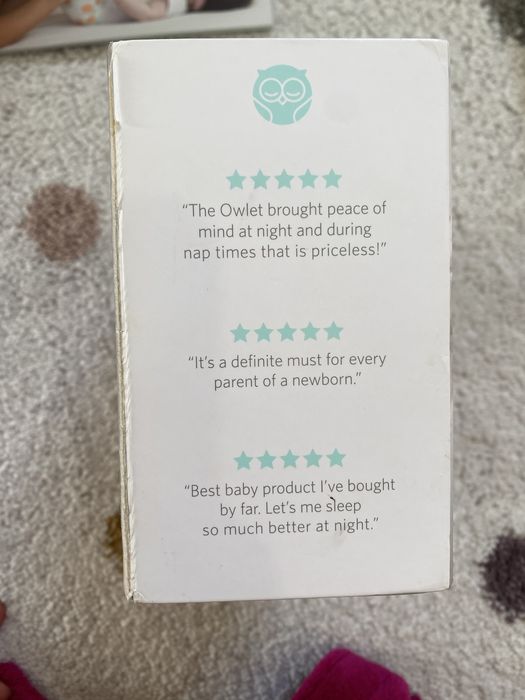 “The Owlet brought peace of
mind at night and during
nap times that is priceless!”
“It’s a definite must for every
parent of a newborn.”
“Best baby product I’ve bought
by far. Let’s me sleep
so much better at night.”